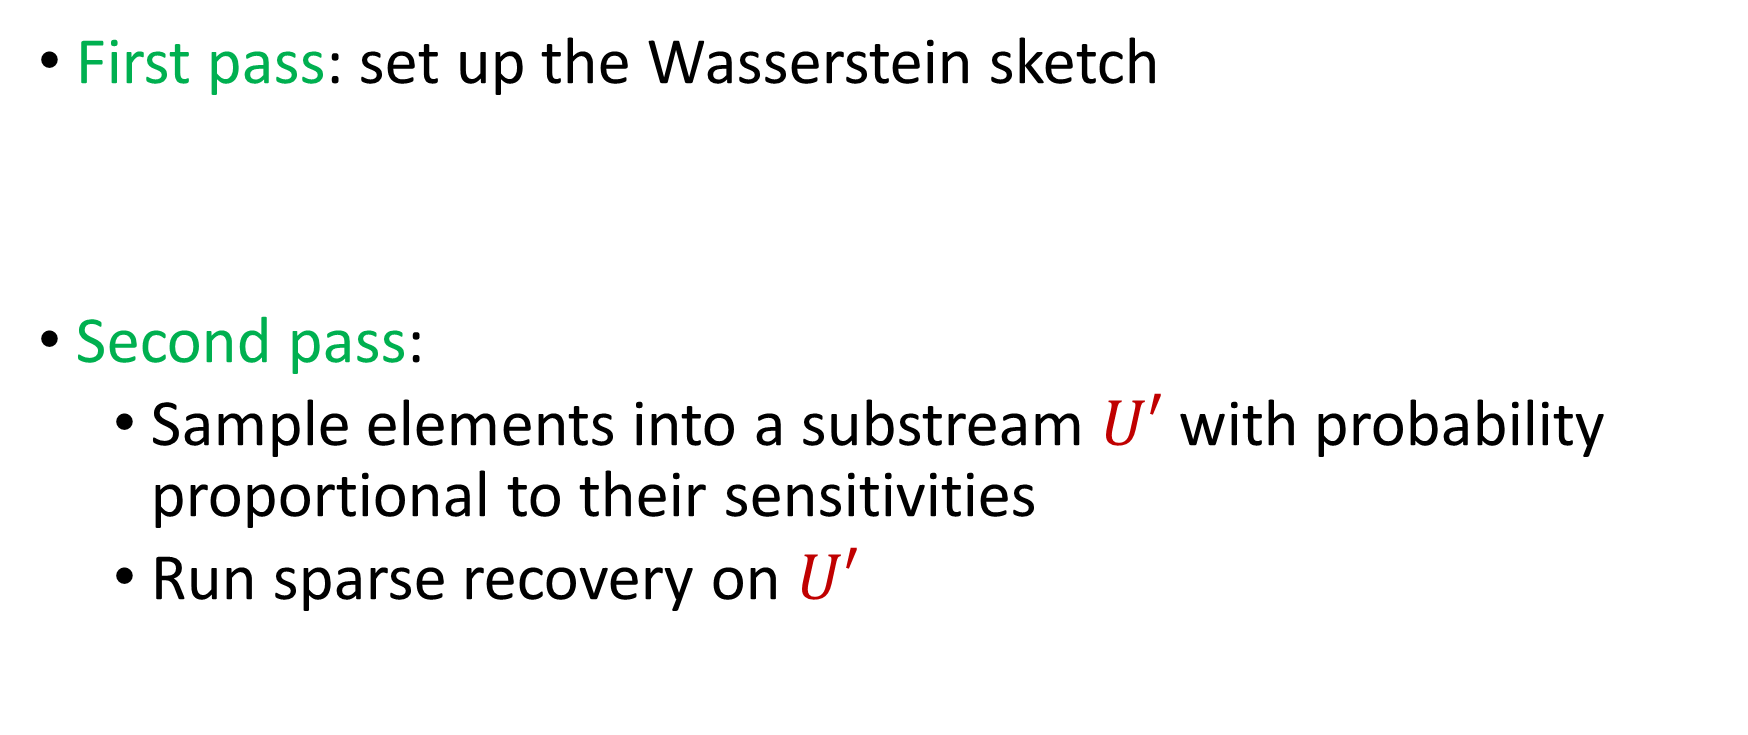 • First pass: set up the Wasserstein sketch
• Second pass:
• Sample elements into a substream U′ with probability
proportional to their sensitivities
• Run sparse recovery on U′